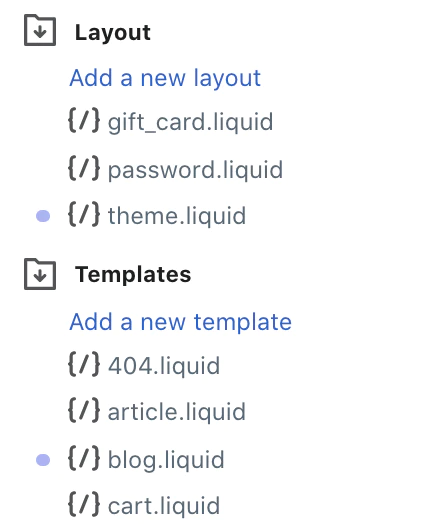 Layout
Add a new layout
{/} gift_card.liquid
{/} password.liquid
{/} theme.liquid
Templates
Add a new template
{/} 404.liquid
{/} article.liquid
{/} blog.liquid
{/} cart.liquid